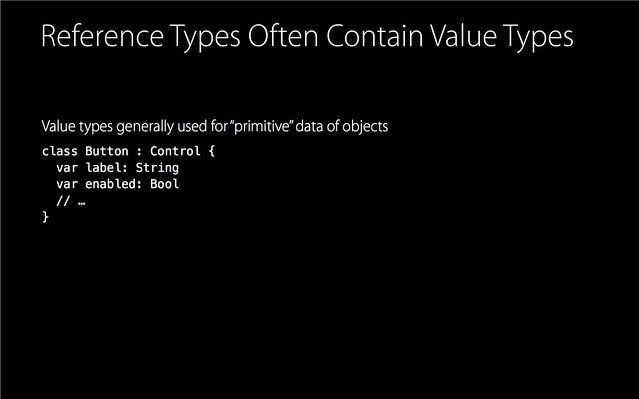 Reference Types Often Contain Value Types
Value types generally used for “primitive” data of objects
class Button : Control {
  var label: String
  var enabled: Bool
  // …
}